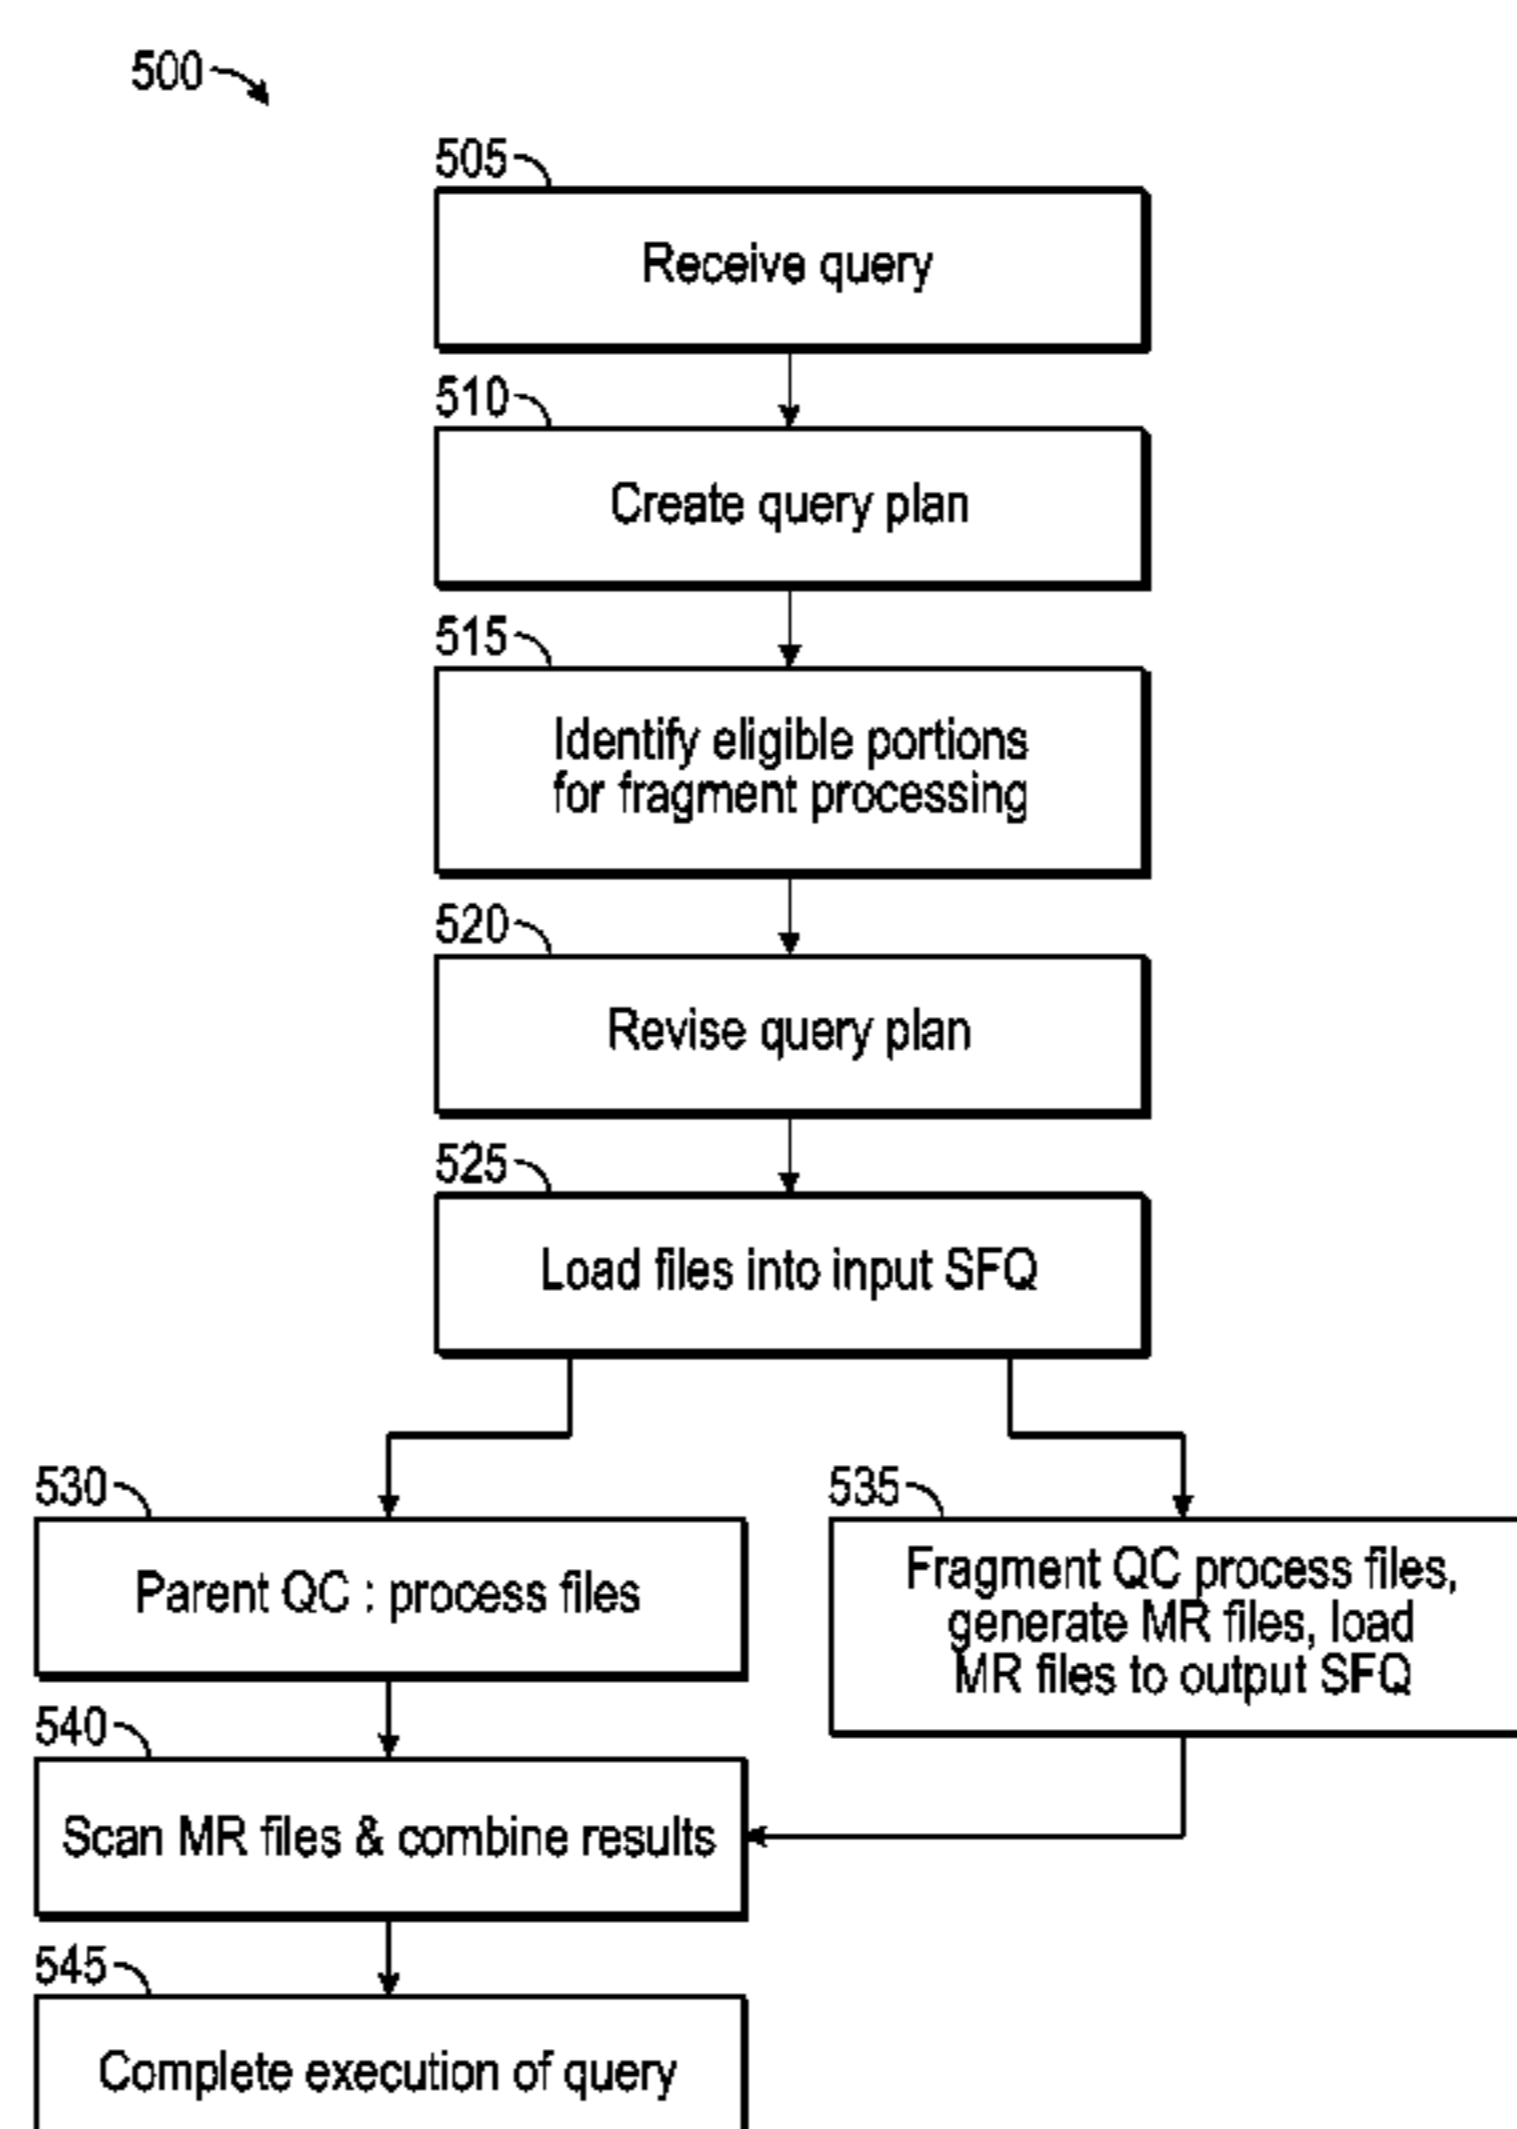 500
505
Receive query
510
Create query plan
515
Identify eligible portions
for fragment processing
520
Revise query plan
525
Load files into input SFQ
530
Parent QC : process files
535
Fragment QC process files,
generate MR files, load
MR files to output SFQ
540
Scan MR files & combine results
545
Complete execution of query